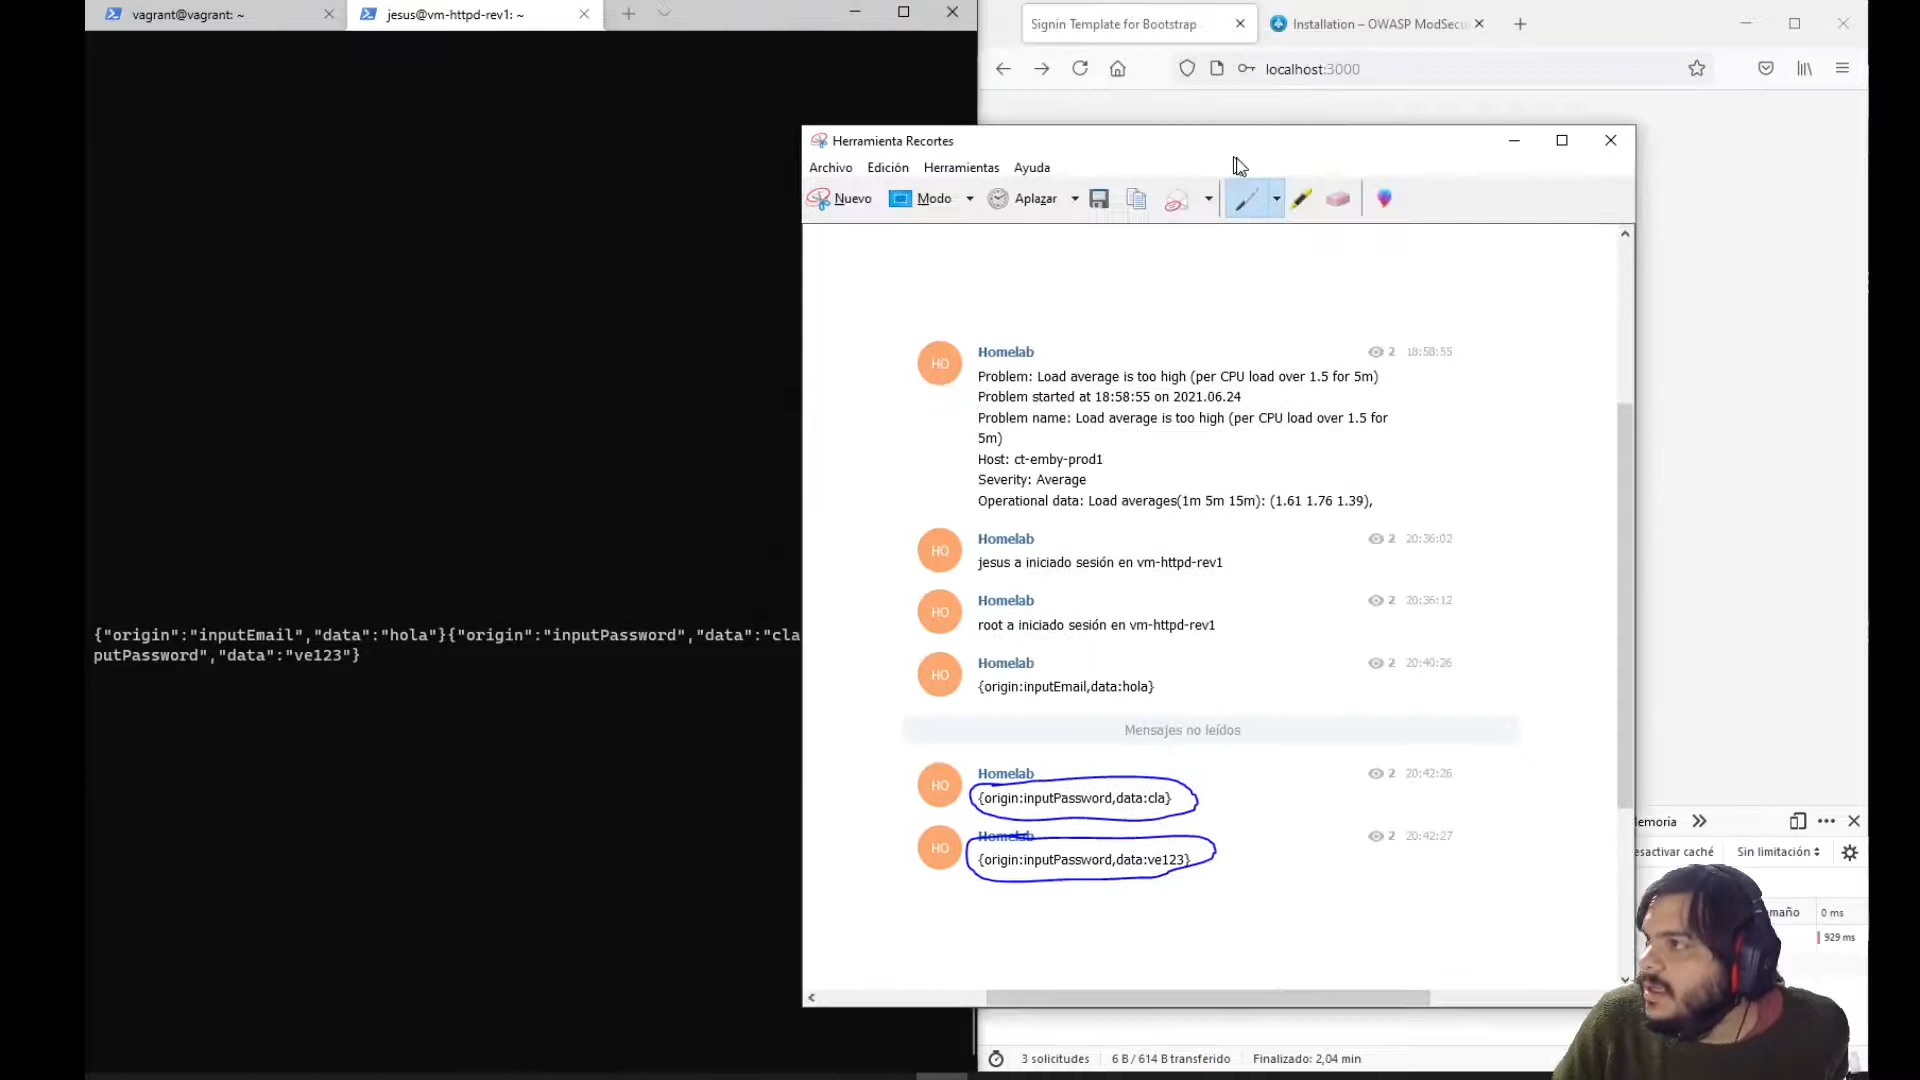 vagrant@vagrant: ~
jesus@vm-httpd-rev1: ~
Signin Template for Bootstrap
Installation – OWASP ModSecu
localhost:3000
Herramienta Recortes
Archivo Edición Herramientas Ayuda
Nuevo Modo Aplazar
HO
Homelab
2 18:58:55
Problem: Load average is too high (per CPU load over 1.5 for 5m)
Problem started at 18:58:55 on 2021.06.24
Problem name: Load average is too high (per CPU load over 1.5 for
5m)
Host: ct-emby-prod1
Severity: Average
Operational data: Load averages(1m 5m 15m): (1.61 1.76 1.39),
HO
Homelab
2 20:36:02
jesus a iniciado sesión en vm-httpd-rev1
HO
Homelab
2 20:36:12
root a iniciado sesión en vm-httpd-rev1
HO
Homelab
2 20:40:26
{origin:inputEmail,data:hola}
Mensajes no leídos
HO
Homelab
2 20:42:26
{origin:inputPassword,data:cla}
HO
Homelab
2 20:42:27
{origin:inputPassword,data:ve123}
{"origin":"inputEmail","data":"hola"}{"origin":"inputPassword","data":"cla
putPassword","data":"ve123"}
lemoria
esactivar caché Sin limitación
maño 0 ms
929 ms
3 solicitudes 6 B / 614 B transferido Finalizado: 2,04 min